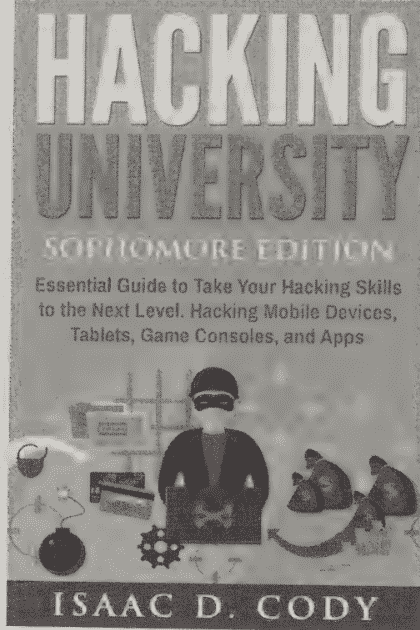 HACKING
UNIVERSITY
SOPHOMORE EDITION
Essential Guide to Take Your Hacking Skills
to the Next Level. Hacking Mobile Devices,
Tablets, Game Consoles, and Apps
ISAAC D. CODY